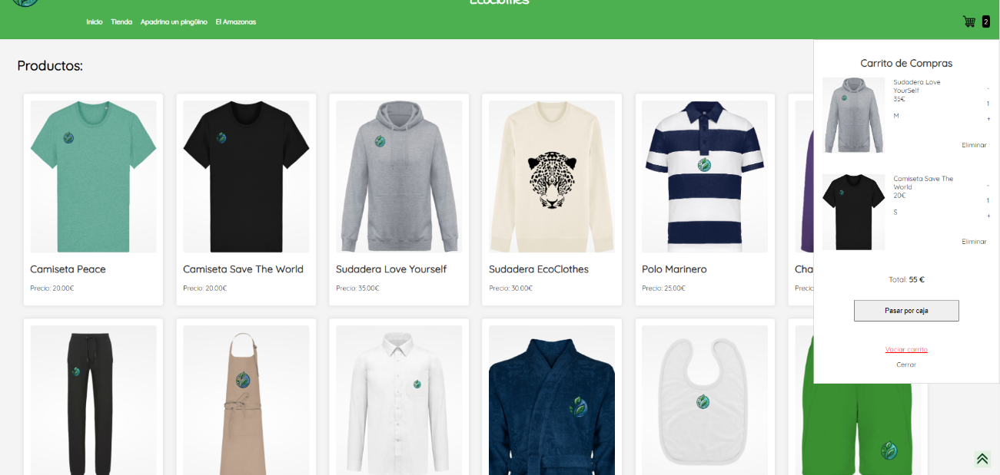 EcoClothes
Inicio Tienda Apadrina un pingüino El Amazonas
2
Productos:
Carrito de Compras
Sudadera Love
YourSelf
35€
M
-
1
+
Eliminar
Camiseta Save The
World
20€
S
-
1
+
Eliminar
Total: 55 €
Pasar por caja
Vaciar carrito
Cerrar
Camiseta Peace
Precio: 20.00€
Camiseta Save The World
Precio: 20.00€
Sudadera Love Yourself
Precio: 35.00€
Sudadera EcoClothes
Precio: 30.00€
Polo Marinero
Precio: 25.00€
Cha
Precio